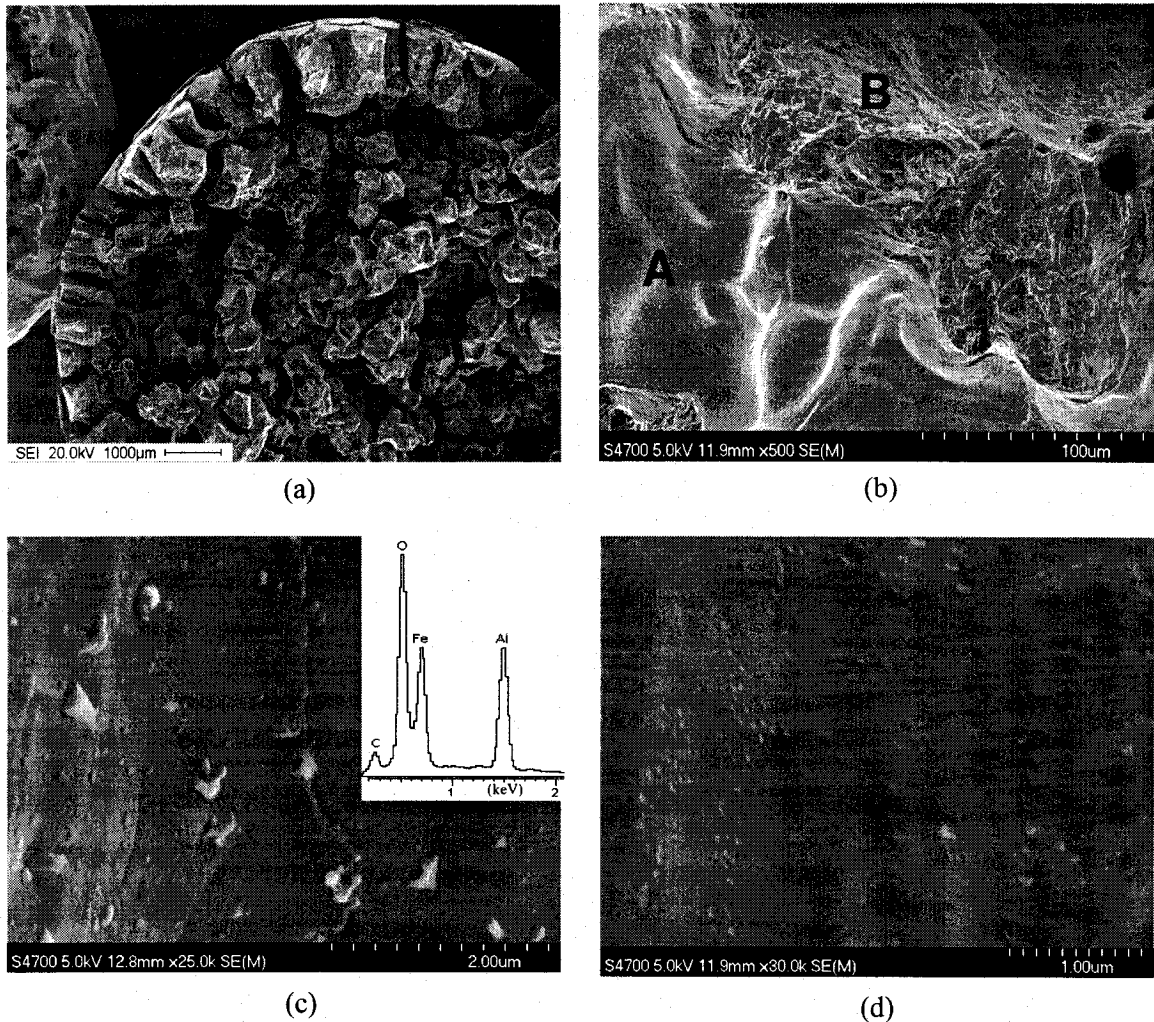 B
A
SEI 20.0kV 1000µm
S4700 5.0kV 11.9mm x500 SE(M) 100um
(a)
(b)
O
Fe
Al
C
1 (keV) 2
S4700 5.0kV 12.8mm x25.0k SE(M) 2.00um
S4700 5.0kV 11.9mm x30.0k SE(M) 1.00um
(c)
(d)